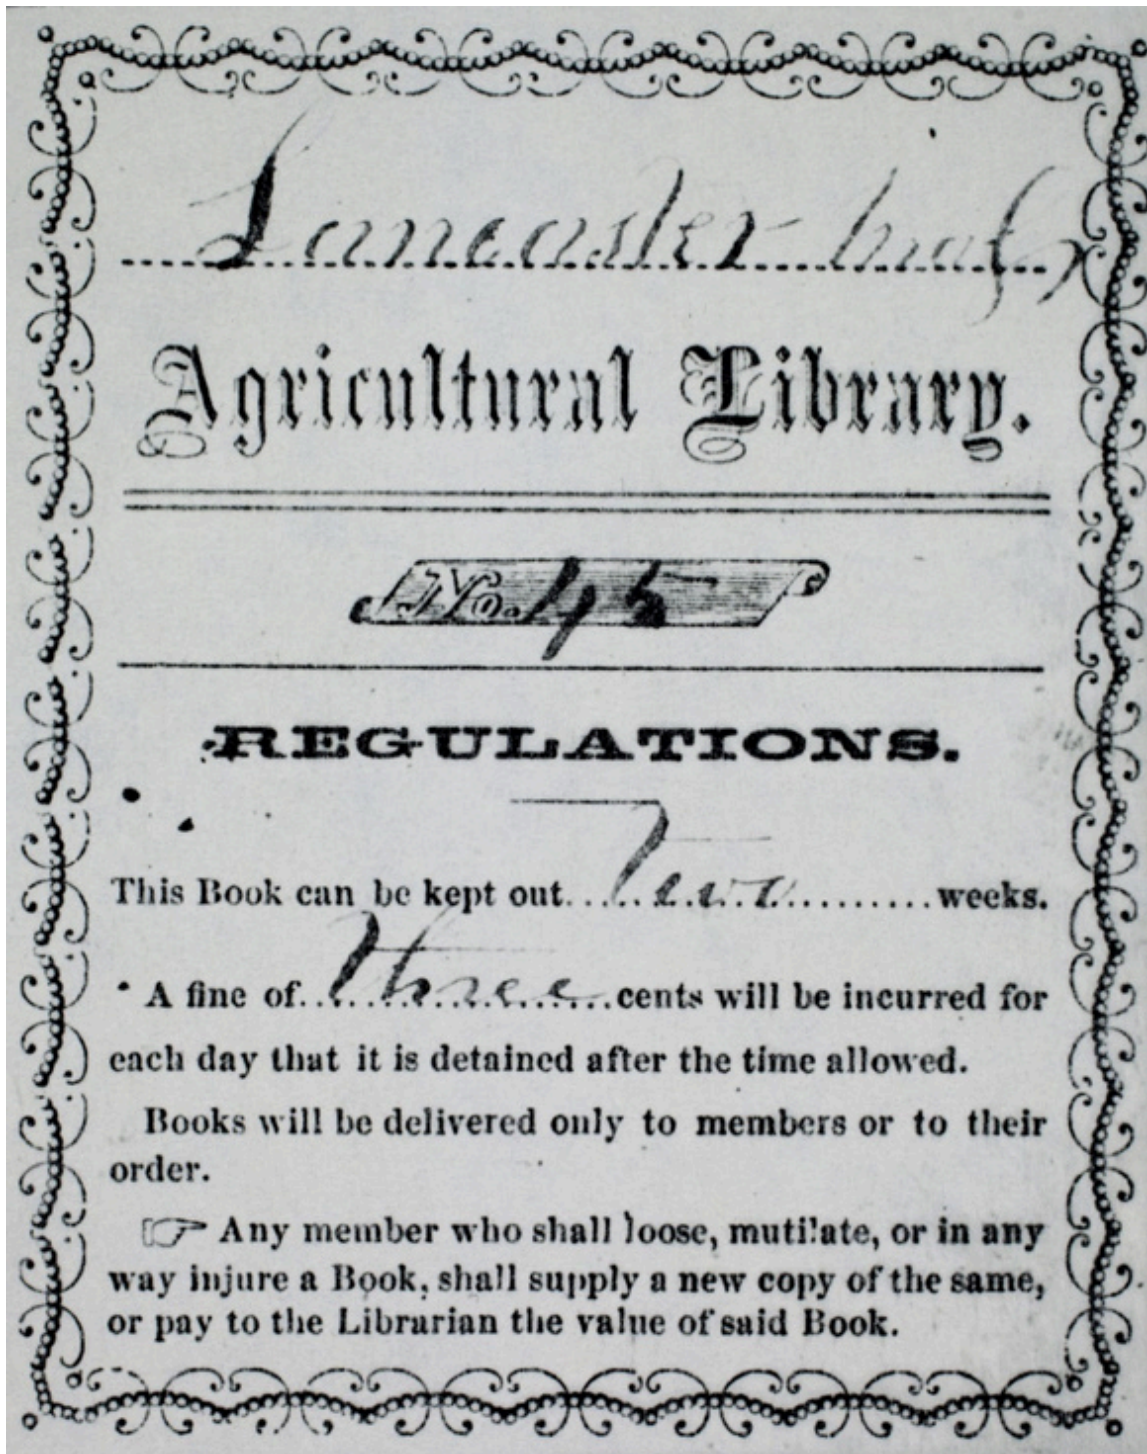 Lancaster
Agricultural Library.
No. 45
REGULATIONS.
This Book can be kept out....Two....weeks.
A fine of....three....cents will be incurred for
each day that it is detained after the time allowed.
Books will be delivered only to members or to their
order.
☞ Any member who shall loose, mutilate, or in any
way injure a Book, shall supply a new copy of the same,
or pay to the Librarian the value of said Book.